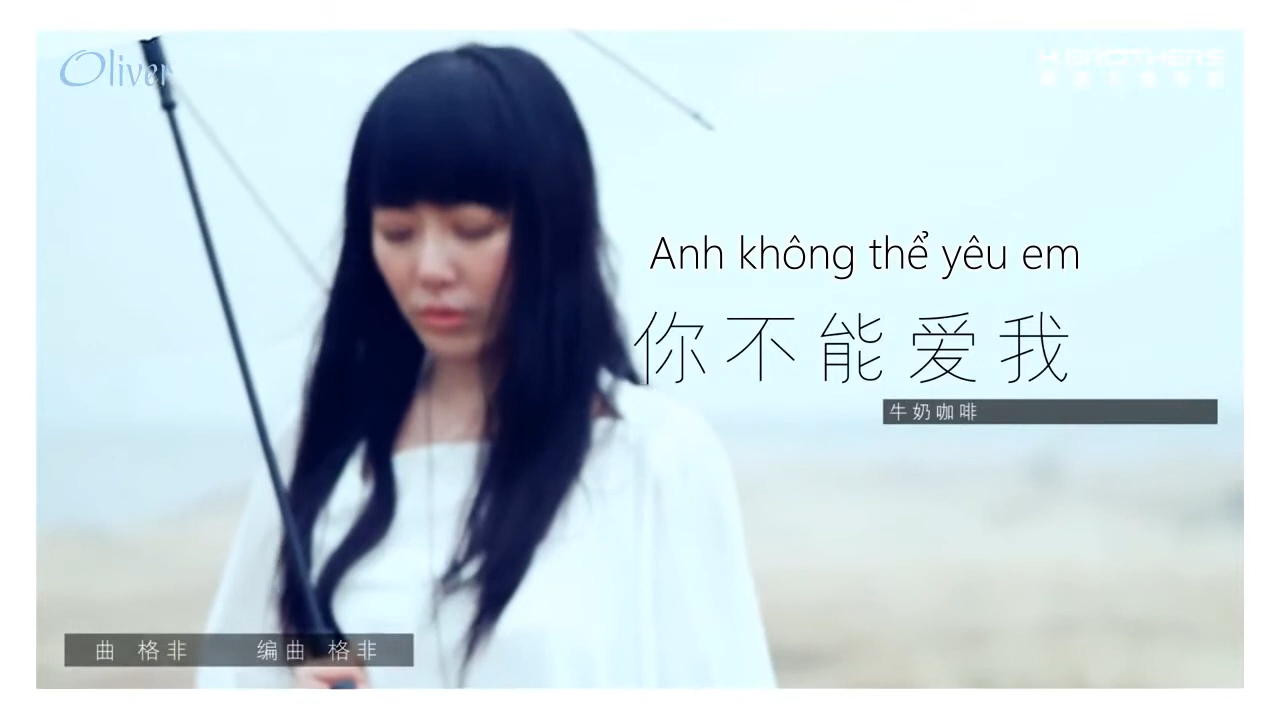 Oliver
H.BROTHERS
Anh không thể yêu em
你不能爱我
牛奶咖啡
曲 格非 编曲 格非